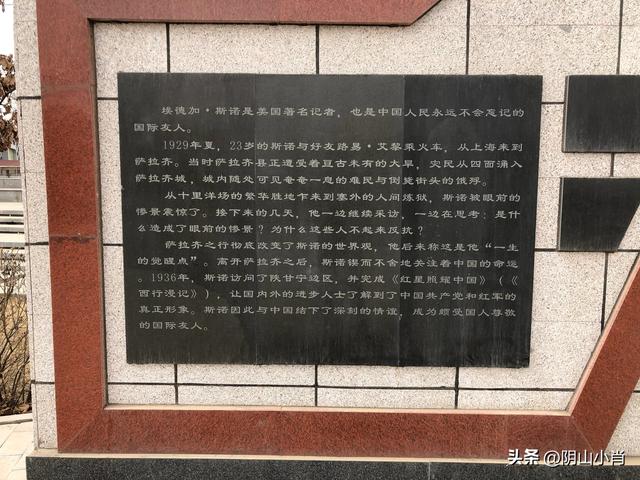 埃德加·斯诺是美国著名记者，也是中国人民永远不会忘记的
国际友人。
1929年夏，23岁的斯诺与好友路易·艾黎乘火车，从上海来到
萨拉齐。当时萨拉齐县正遭受着亘古未有的大旱，灾民从四面涌入
萨拉齐城，城内随处可见奄奄一息的难民与倒毙街头的饿殍。
从十里洋场的繁华胜地乍来到塞外的人间炼狱，斯诺被眼前的
惨景震惊了。接下来的几天，他一边继续采访，一边在思考：是什
么造成了眼前的惨景？为什么这些人不起来反抗？
萨拉齐之行彻底改变了斯诺的世界观，他后来称这是他“一生
的觉醒点”。离开萨拉齐之后，斯诺锲而不舍地关注着中国的命运
。1936年，斯诺访问了陕甘宁边区，并完成《红星照耀中国》（《
西行漫记》），让国内外的进步人士了解到了中国共产党和红军的
真正形象。斯诺因此与中国结下了深刻的情谊，成为颇受国人尊敬
的国际友人。
头条 @阴山小肖